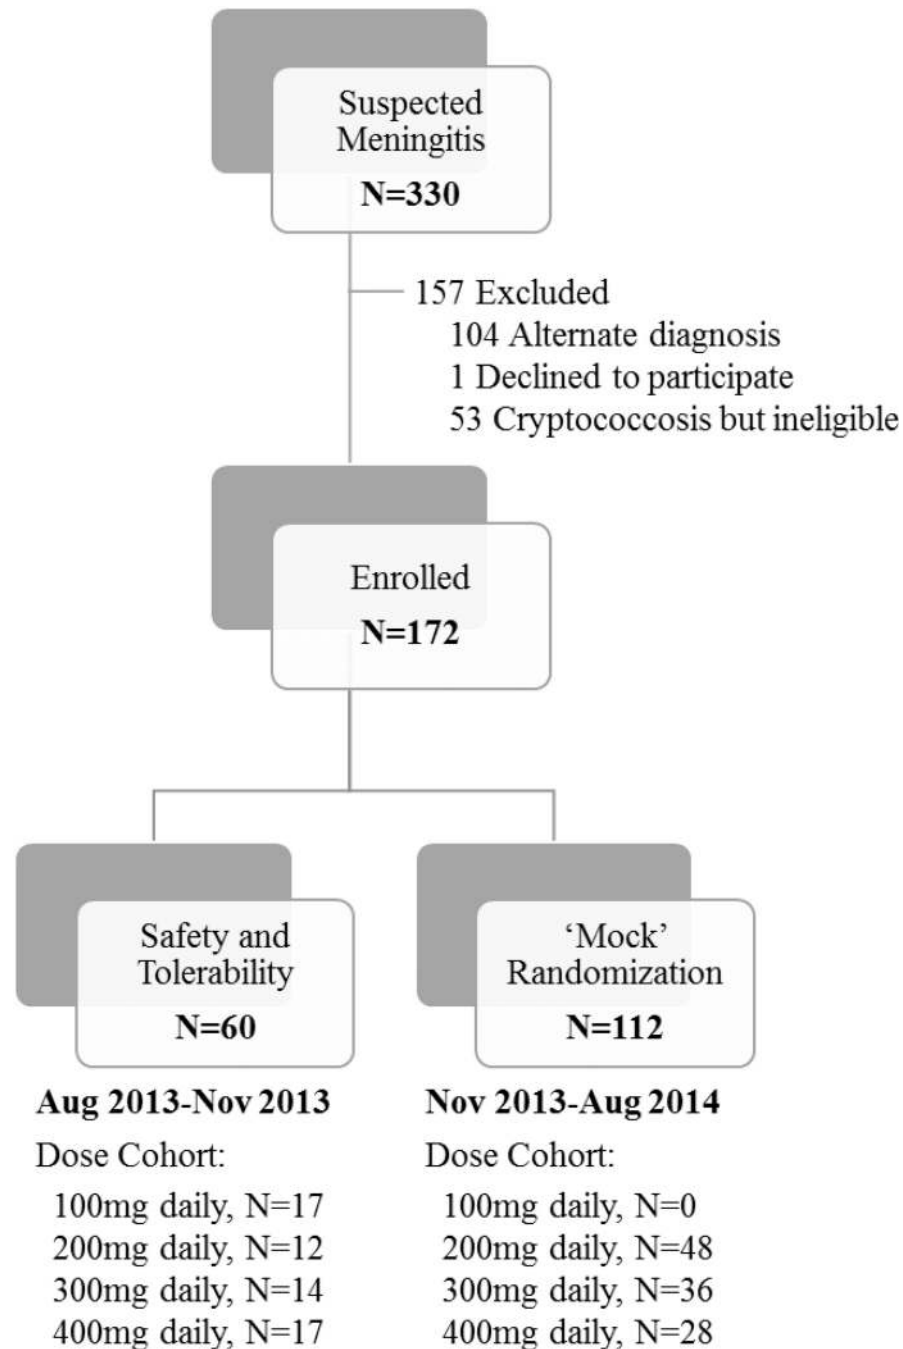 Suspected
Meningitis
N=330
157 Excluded
104 Alternate diagnosis
1 Declined to participate
53 Cryptococcosis but ineligible
Enrolled
N=172
Safety and
Tolerability
N=60
‘Mock’
Randomization
N=112
Aug 2013-Nov 2013
Dose Cohort:
100mg daily, N=17
200mg daily, N=12
300mg daily, N=14
400mg daily, N=17
Nov 2013-Aug 2014
Dose Cohort:
100mg daily, N=0
200mg daily, N=48
300mg daily, N=36
400mg daily, N=28